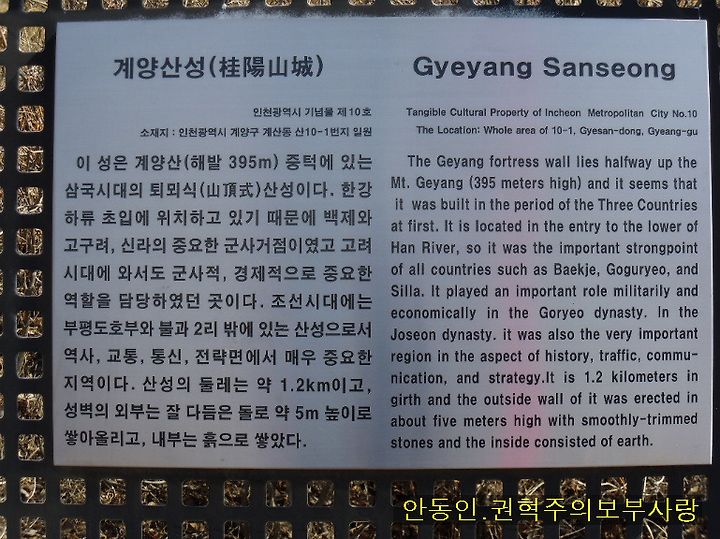 계양산성(桂陽山城)
인천광역시 기념물 제10호
소재지 : 인천광역시 계양구 계산동 산10-1번지 일원
이 성은 계양산(해발 395m) 중턱에 있는
삼국시대의 퇴뫼식(山頂式)산성이다. 한강
하류 초입에 위치하고 있기 때문에 백제와
고구려, 신라의 중요한 군사거점이였고 고려
시대에 와서도 군사적, 경제적으로 중요한
역할을 담당하였던 곳이다. 조선시대에는
부평도호부와 불과 2리 밖에 있는 산성으로서
역사, 교통, 통신, 전략면에서 매우 중요한
지역이다. 산성의 둘레는 약 1.2km이고,
성벽의 외부는 잘 다듬은 돌로 약 5m 높이로
쌓아올리고, 내부는 흙으로 쌓았다.
Gyeyang Sanseong
Tangible Cultural Property of Incheon Metropolitan City No.10
The Location: Whole area of 10-1, Gyesan-dong, Gyeang-gu
The Geyang fortress wall lies halfway up the
Mt. Geyang (395 meters high) and it seems that
it was built in the period of the Three Countries
at first. It is located in the entry to the lower of
Han River, so it was the important strongpoint
of all countries such as Baekje, Goguryeo, and
Silla. It played an important role militarily and
economically in the Goryeo dynasty. In the
Joseon dynasty. it was also the very important
region in the aspect of history, traffic, commu-
nication, and strategy.It is 1.2 kilometers in
girth and the outside wall of it was erected in
about five meters high with smoothly-trimmed
stones and the inside consisted of earth.
안동인.권혁주의모부사랑